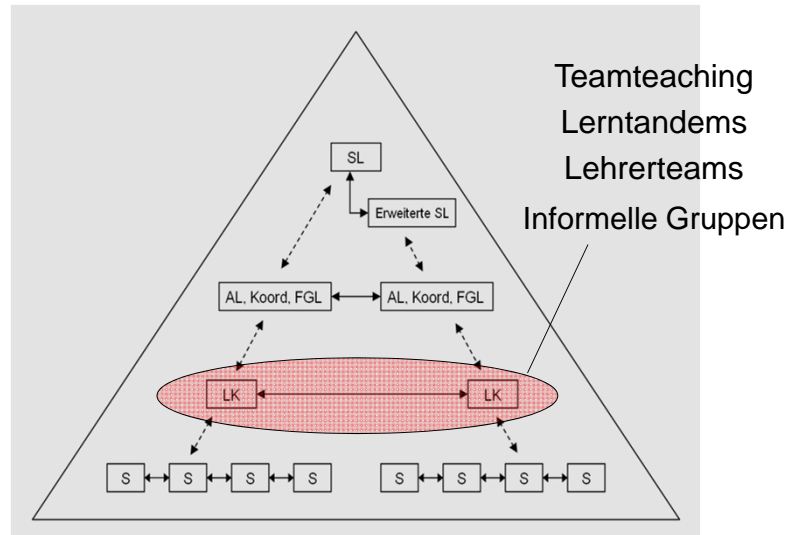 Teamteaching
Lerntandems
Lehrerteams
Informelle Gruppen
SL
Erweiterte SL
AL, Koord, FGL AL, Koord, FGL
LK LK
S S S S S S S S